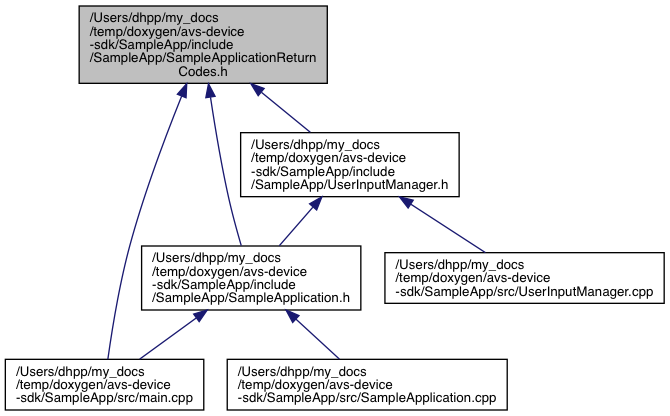 /Users/dhpp/my_docs
/temp/doxygen/avs-device
-sdk/SampleApp/include
/SampleApp/SampleApplicationReturn
Codes.h
/Users/dhpp/my_docs
/temp/doxygen/avs-device
-sdk/SampleApp/include
/SampleApp/UserInputManager.h
/Users/dhpp/my_docs
/temp/doxygen/avs-device
-sdk/SampleApp/include
/SampleApp/SampleApplication.h
/Users/dhpp/my_docs
/temp/doxygen/avs-device
-sdk/SampleApp/src/UserInputManager.cpp
/Users/dhpp/my_docs
/temp/doxygen/avs-device
-sdk/SampleApp/src/main.cpp
/Users/dhpp/my_docs
/temp/doxygen/avs-device
-sdk/SampleApp/src/SampleApplication.cpp